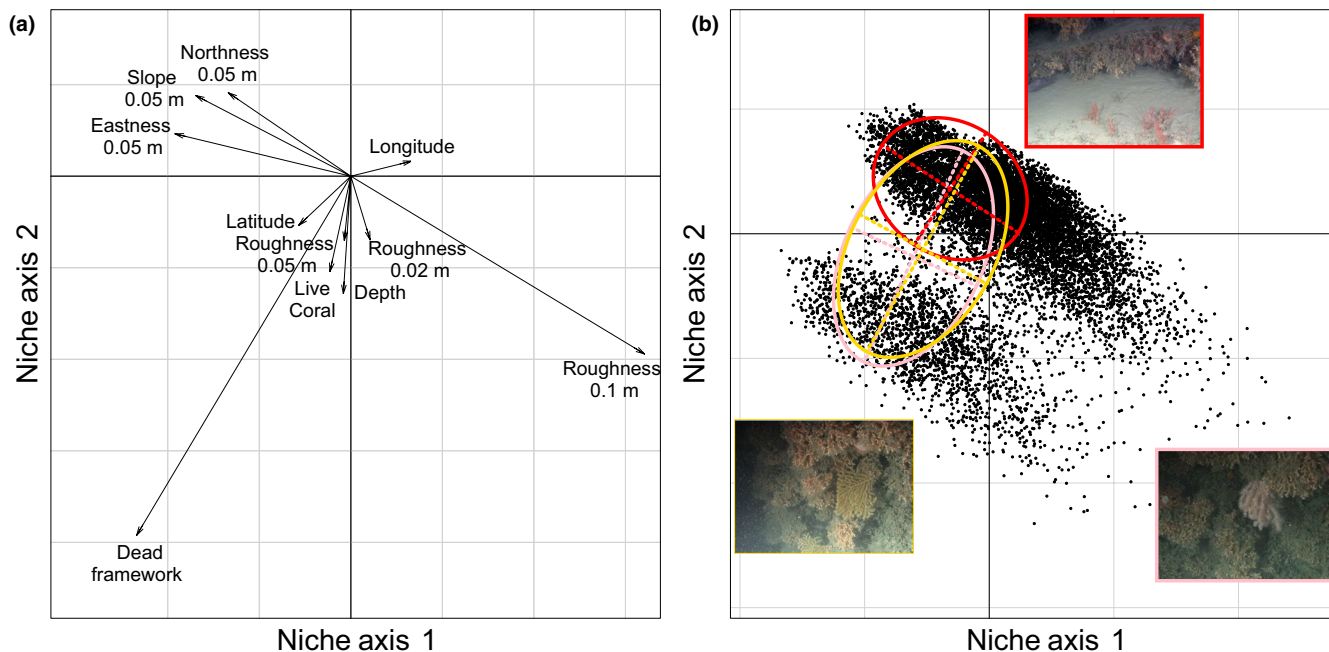 (a)
Northness
0.05 m
Slope
0.05 m
Eastness
0.05 m
Longitude
Latitude
Roughness
0.05 m
Roughness
0.02 m
Live
Coral
Depth
Roughness
0.1 m
Dead
framework
Niche axis 2
Niche axis 1
(b)
Niche axis 2
Niche axis 1